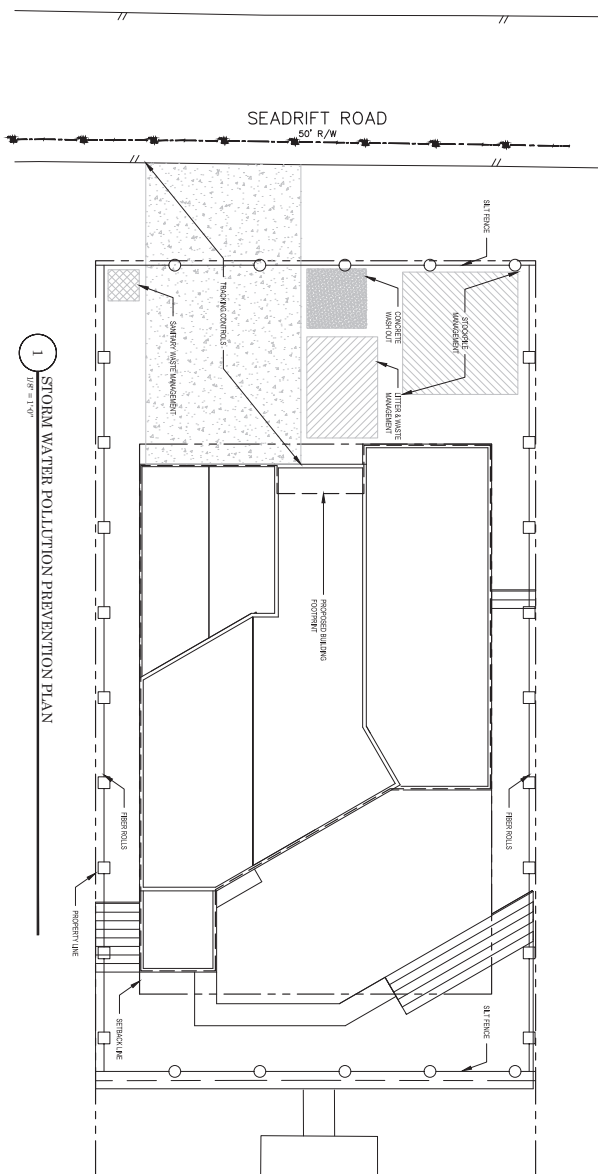 SEADRIFT ROAD
50' R/W
SILT FENCE
STOCKPILE
MANAGEMENT
CONCRETE
WASH OUT
LITTER & WASTE
MANAGEMENT
TRACKING CONTROLS
SANITARY WASTE MANAGEMENT
PROPOSED BUILDING
FOOTPRINT
FIBER ROLLS
FIBER ROLLS
PROPERTY LINE
SETBACK LINE
SILT FENCE
1
STORM WATER POLLUTION PREVENTION PLAN
1/8" = 1'-0"